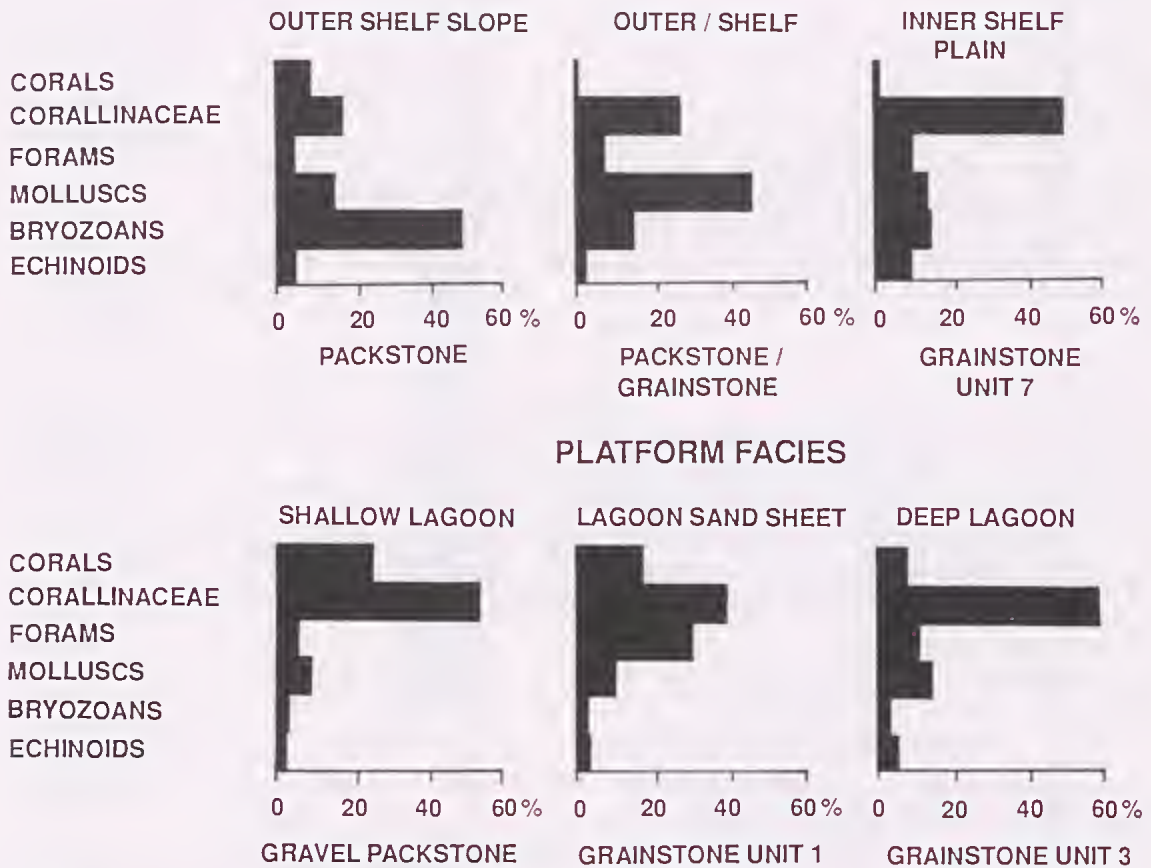 OUTER SHELF SLOPE
OUTER / SHELF
INNER SHELF
PLAIN
CORALS
CORALLINACEAE
FORAMS
MOLLUSCS
BRYOZOANS
ECHINOIDS
0 20 40 60 %
0 20 40 60 %
0 20 40 60 %
PACKSTONE
PACKSTONE /
GRAINSTONE
GRAINSTONE
UNIT 7
PLATFORM FACIES
SHALLOW LAGOON
LAGOON SAND SHEET
DEEP LAGOON
CORALS
CORALLINACEAE
FORAMS
MOLLUSCS
BRYOZOANS
ECHINOIDS
0 20 40 60%
0 20 40 60 %
0 20 40 60%
GRAVEL PACKSTONE
GRAINSTONE UNIT 1
GRAINSTONE UNIT 3